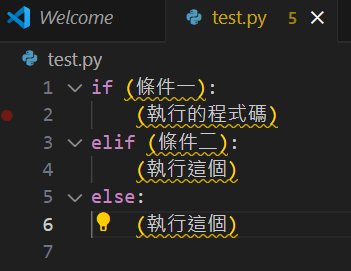 Welcome
test.py 5
test.py
1 if (條件一):
2 (執行的程式碼)
3 elif (條件二):
4 (執行這個)
5 else:
6 (執行這個)
7